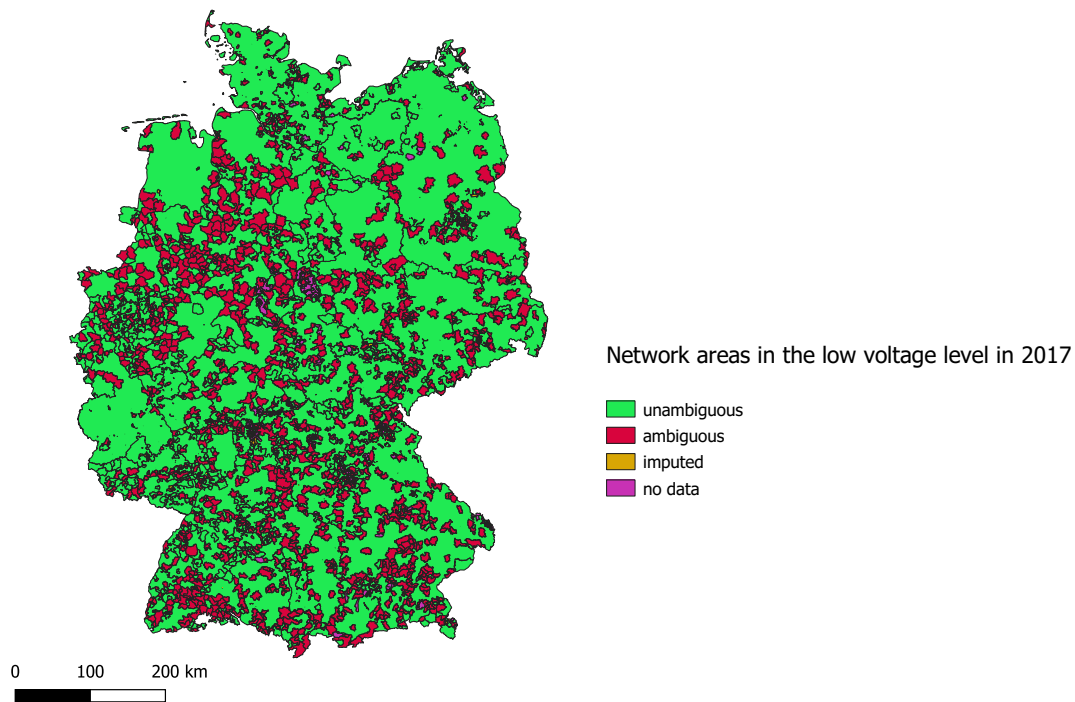 Network areas in the low voltage level in 2017
unambiguous
ambiguous
imputed
no data
0 100 200 km